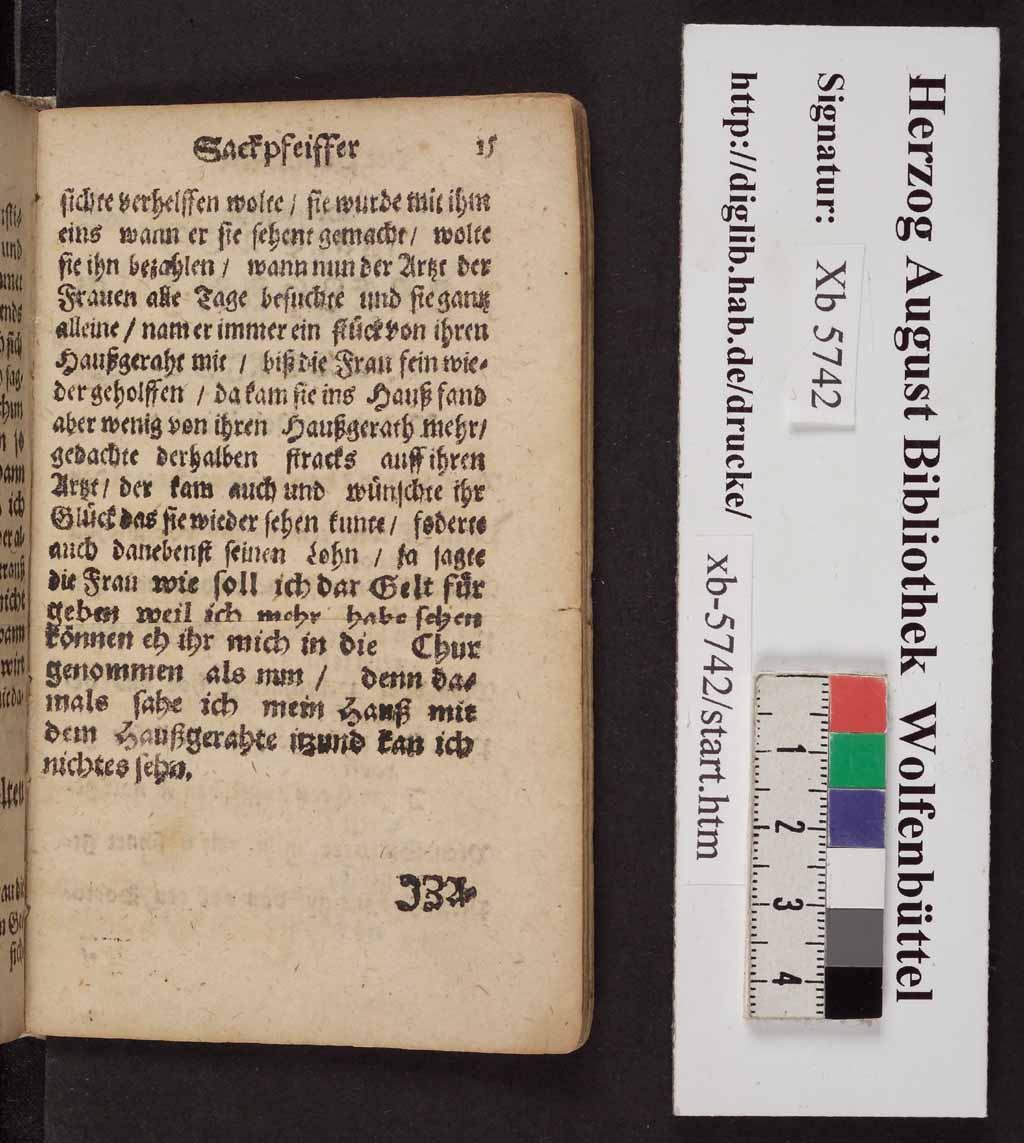 Sackpfeiffer 15
sichte verhelffen wolte / sie wurde mit ihm
eins wann er sie sehent gemacht / wolte
sie ihn bezahlen / wann nun der Artzt der
Frauen alle Tage besuchte und sie gantz
alleine / nam er immer ein stück von ihren
Haußgeraht mit / biß die Frau fein wie-
der geholffen / da kam sie ins Hauß fand
aber wenig von ihren Haußgerath mehr /
gedachte derhalben stracks auff ihren
Artzt / der kam auch und wünschte ihr
Glück das sie wieder sehen kunte / foderte
auch danebenst seinen Lohn / ja sagte
die Frau wie soll ich dar Gelt für
geben weil ich mehr habe sehen
können eh ihr mich in die Chur
genommen als nun / denn da-
mals sahe ich mein Hauß mit
dem Haußgerahte itzund kan ich
nichtes sehn.
Herzog August Bibliothek Wolfenbüttel
Signatur: Xb 5742
http://diglib.hab.de/drucke/ xb-5742/start.htm
1
2
3
4